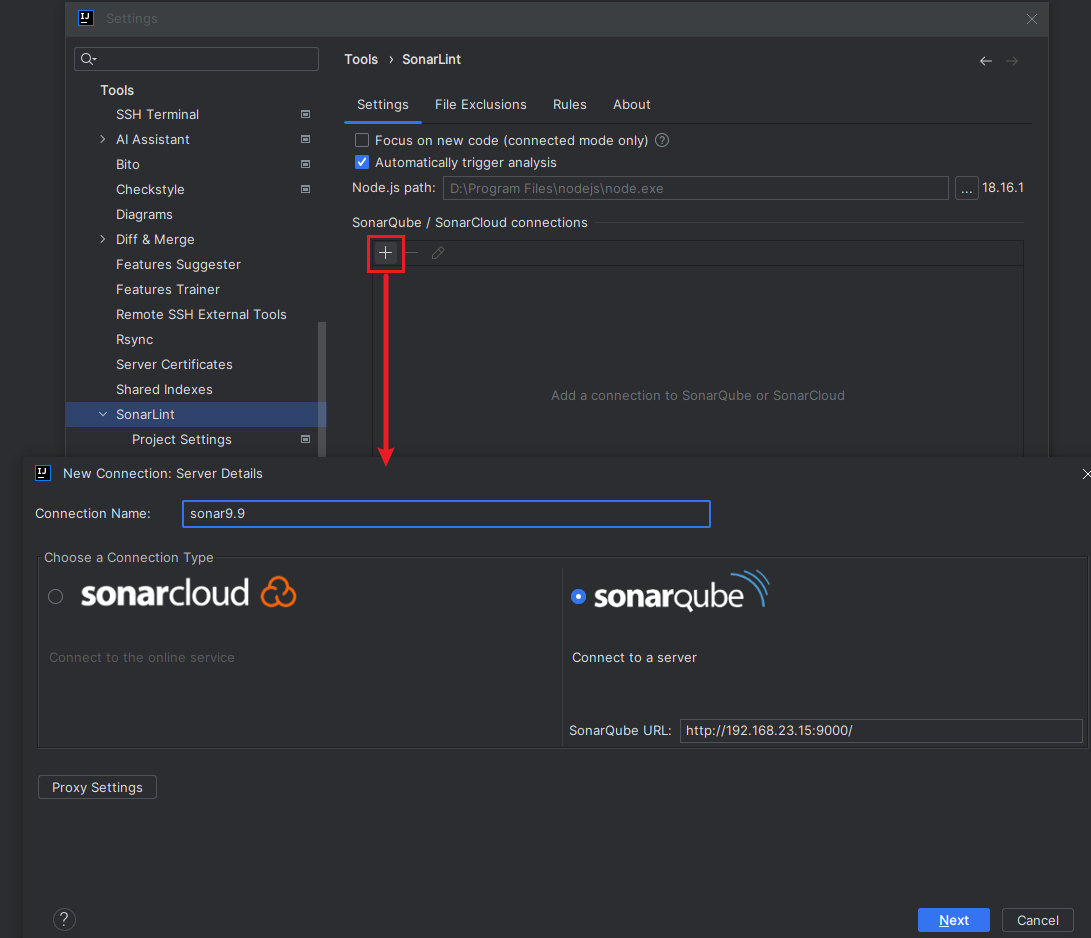 Settings
Tools
SSH Terminal
AI Assistant
Bito
Checkstyle
Diagrams
Diff & Merge
Features Suggester
Features Trainer
Remote SSH External Tools
Rsync
Server Certificates
Shared Indexes
SonarLint
Project Settings
Tools › SonarLint
Settings File Exclusions Rules About
Focus on new code (connected mode only) ?
Automatically trigger analysis
Node.js path: D:\Program Files\nodejs\node.exe ... 18.16.1
SonarQube / SonarCloud connections
Add a connection to SonarQube or SonarCloud
New Connection: Server Details
Connection Name: sonar9.9
Choose a Connection Type
sonarcloud
sonarqube
Connect to the online service
Connect to a server
SonarQube URL: http://192.168.23.15:9000/
Proxy Settings
? Next Cancel